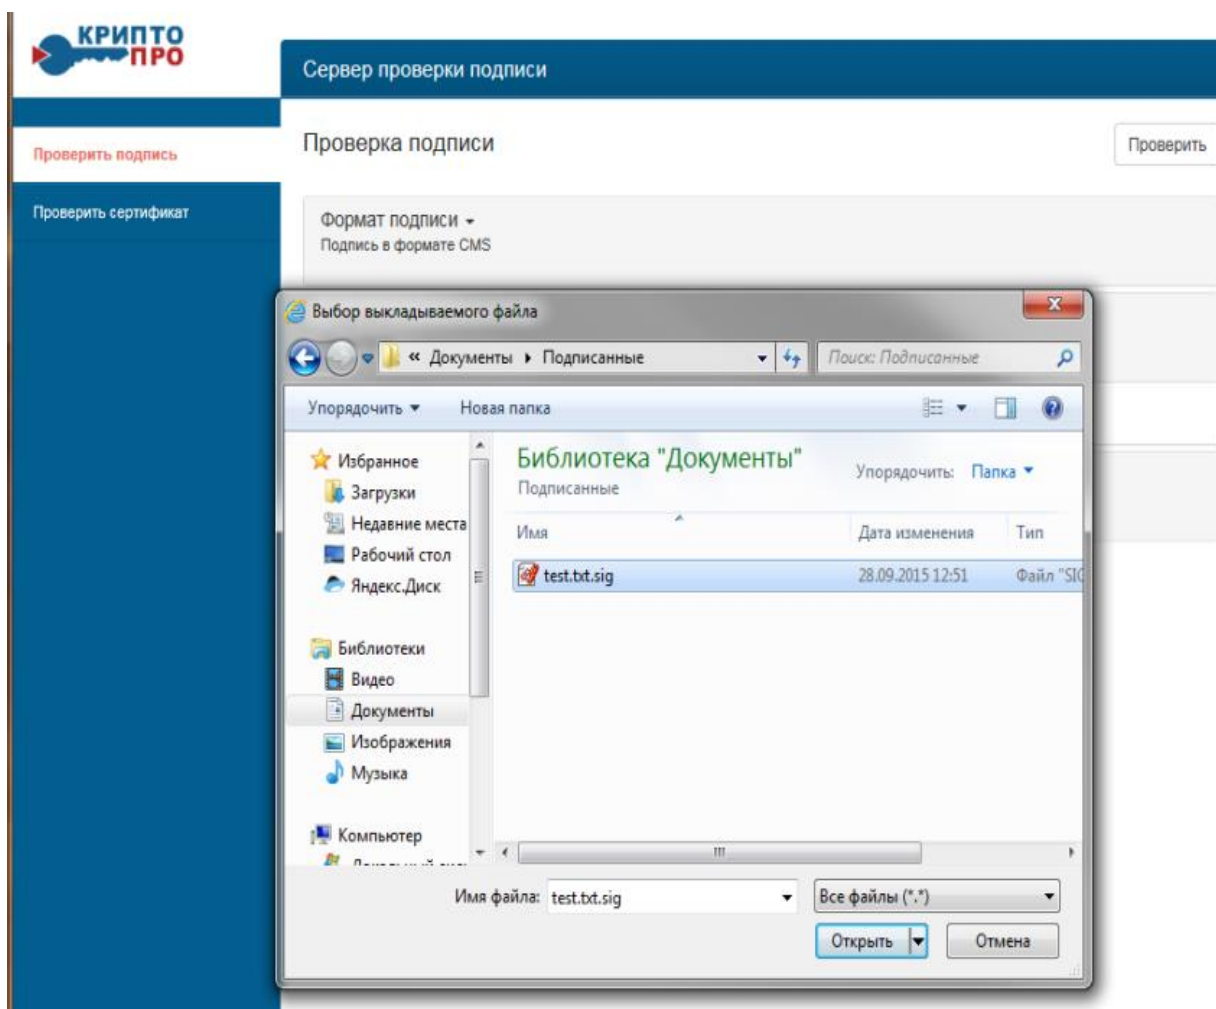 КРИПТО
ПРО
Сервер проверки подписи
Проверить подпись
Проверить сертификат
Проверка подписи
Проверить
Формат подписи
Подпись в формате CMS
Выбор выкладываемого файла
« Документы Подписанные
Поиск: Подписанные
Упорядочить
Новая папка
Избранное
Загрузки
Недавние места
Рабочий стол
Яндекс.Диск
Библиотеки
Видео
Документы
Изображения
Музыка
Компьютер
Библиотека "Документы"
Подписанные
Упорядочить: Папка
Имя Дата изменения Тип
test.txt.sig 28.09.2015 12:51 Файл "SIG
Имя файла: test.txt.sig
Все файлы (*.*)
Открыть
Отмена